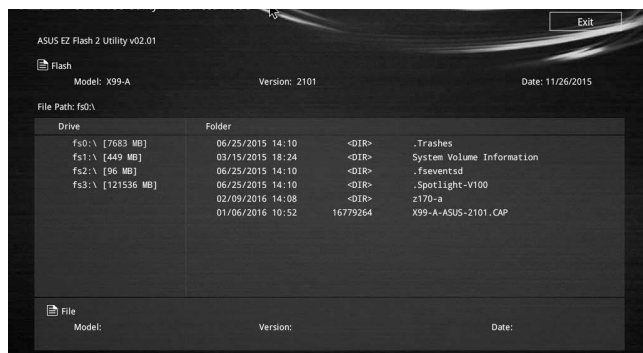 Exit
ASUS EZ Flash 2 Utility v02.01
Flash
Model: X99-A Version: 2101 Date: 11/26/2015
File Path: fs0:\
Drive Folder
fs0:\ [7683 MB] 06/25/2015 14:10 <DIR> .Trashes
fs1:\ [449 MB] 03/15/2015 18:24 <DIR> System Volume Information
fs2:\ [96 MB] 06/25/2015 14:10 <DIR> .fseventsd
fs3:\ [121536 MB] 06/25/2015 14:10 <DIR> .Spotlight-V100
02/09/2016 14:08 <DIR> z170-a
01/06/2016 10:52 16779264 X99-A-ASUS-2101.CAP
File
Model: Version: Date: